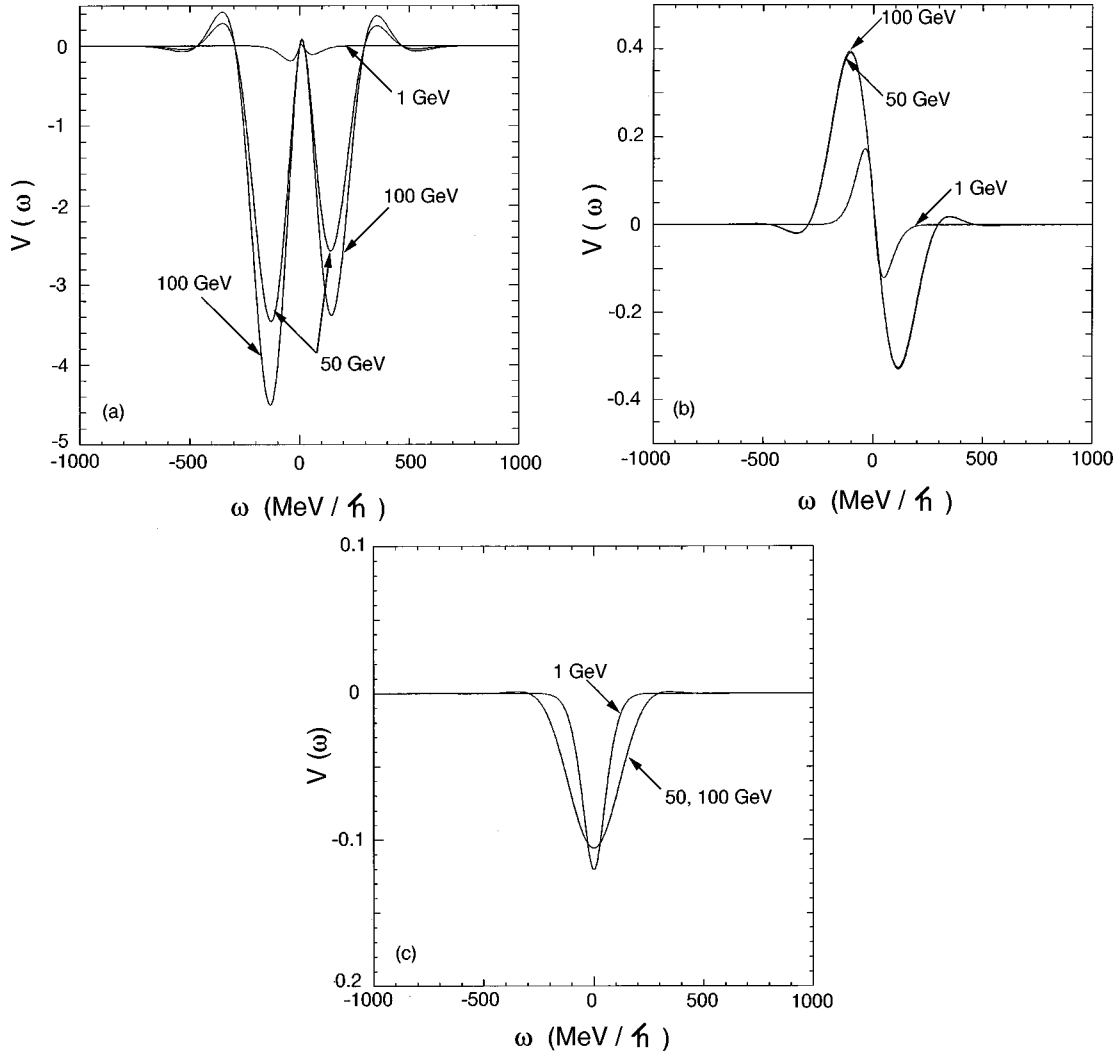 0
-1
-2
-3
-4
-5
V ( ω )
1 GeV
100 GeV
100 GeV
50 GeV
(a)
-1000 -500 0 500 1000
ω (MeV / ħ)
0.4
0.2
0
-0.2
-0.4
V ( ω )
100 GeV
50 GeV
1 GeV
(b)
-1000 -500 0 500 1000
ω (MeV / ħ)
0.1
0
-0.1
0.2
V (ω)
1 GeV
50, 100 GeV
(c)
-1000 -500 0 500 1000
ω (MeV / ħ)